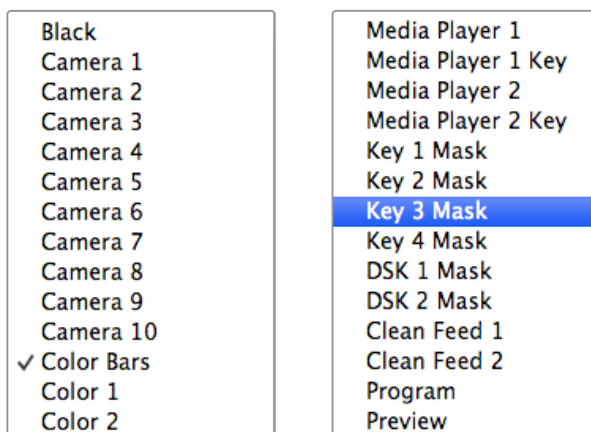 Black
Camera 1
Camera 2
Camera 3
Camera 4
Camera 5
Camera 6
Camera 7
Camera 8
Camera 9
Camera 10
✓ Color Bars
Color 1
Color 2
Media Player 1
Media Player 1 Key
Media Player 2
Media Player 2 Key
Key 1 Mask
Key 2 Mask
Key 3 Mask
Key 4 Mask
DSK 1 Mask
DSK 2 Mask
Clean Feed 1
Clean Feed 2
Program
Preview